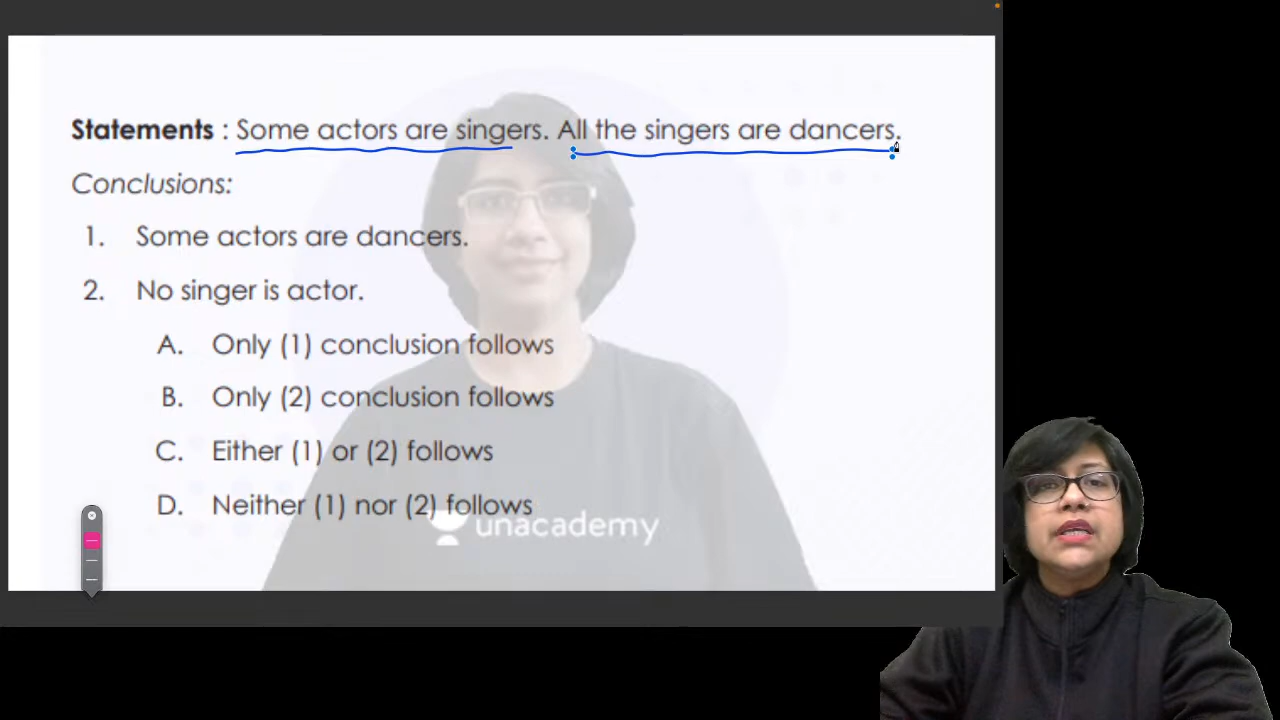 Statements : Some actors are singers. All the singers are dancers.
Conclusions:
1. Some actors are dancers.
2. No singer is actor.
A. Only (1) conclusion follows
B. Only (2) conclusion follows
C. Either (1) or (2) follows
D. Neither (1) nor (2) follows
unacademy